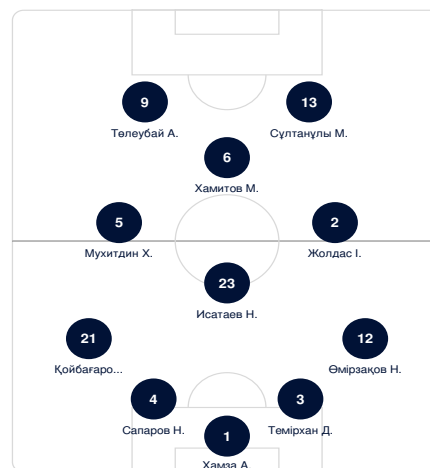 9 13
Төлеубай А. Сұлтанұлы М.
6
Хамитов М.
5 2
Мухитдин Х. Жолдас І.
23
Исатаев Н.
21 12
Қойбағаро... Өмірзақов Н.
4 3
Сапаров Н. Темірхан Д.
1
Хамза А